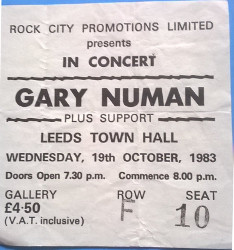 ROCK CITY PROMOTIONS LIMITED
presents
IN CONCERT
GARY NUMAN
PLUS SUPPORT
LEEDS TOWN HALL
WEDNESDAY, 19th OCTOBER, 1983
Doors Open 7.30 p.m. Commence 8.00 p.m.
GALLERY ROW SEAT
£4·50 F 10
(V.A.T. inclusive)